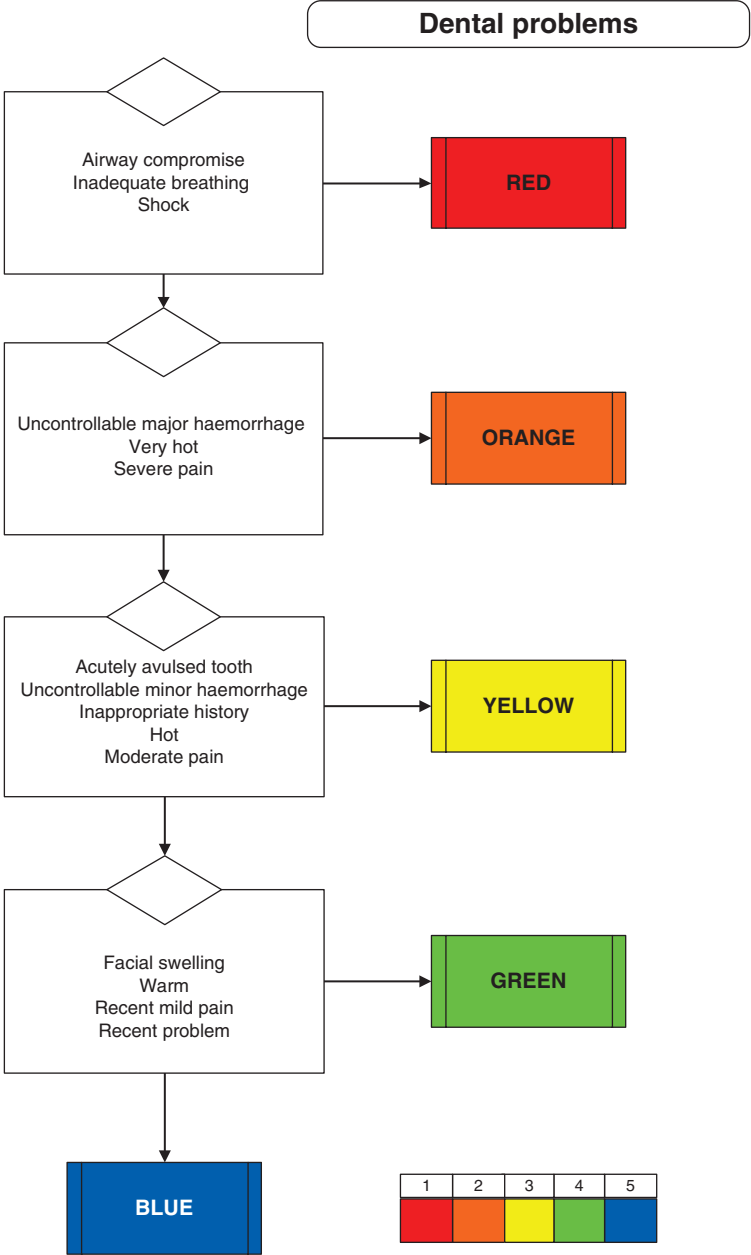 Dental problems
Airway compromise
Inadequate breathing
Shock
RED
Uncontrollable major haemorrhage
Very hot
Severe pain
ORANGE
Acutely avulsed tooth
Uncontrollable minor haemorrhage
Inappropriate history
Hot
Moderate pain
YELLOW
Facial swelling
Warm
Recent mild pain
Recent problem
GREEN
BLUE
1 2 3 4 5